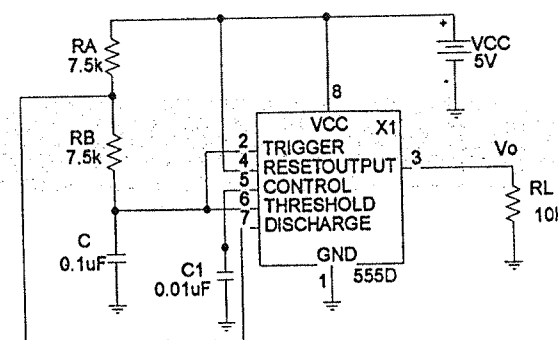 RA
7.5k
RB
7.5k
C
0.1uF
C1
0.01uF
VCC
5V
+
-
8
VCC
X1
2
TRIGGER
4
RESETOUTPUT
3
5
CONTROL
6
THRESHOLD
7
DISCHARGE
GND
1
555D
Vo
RL